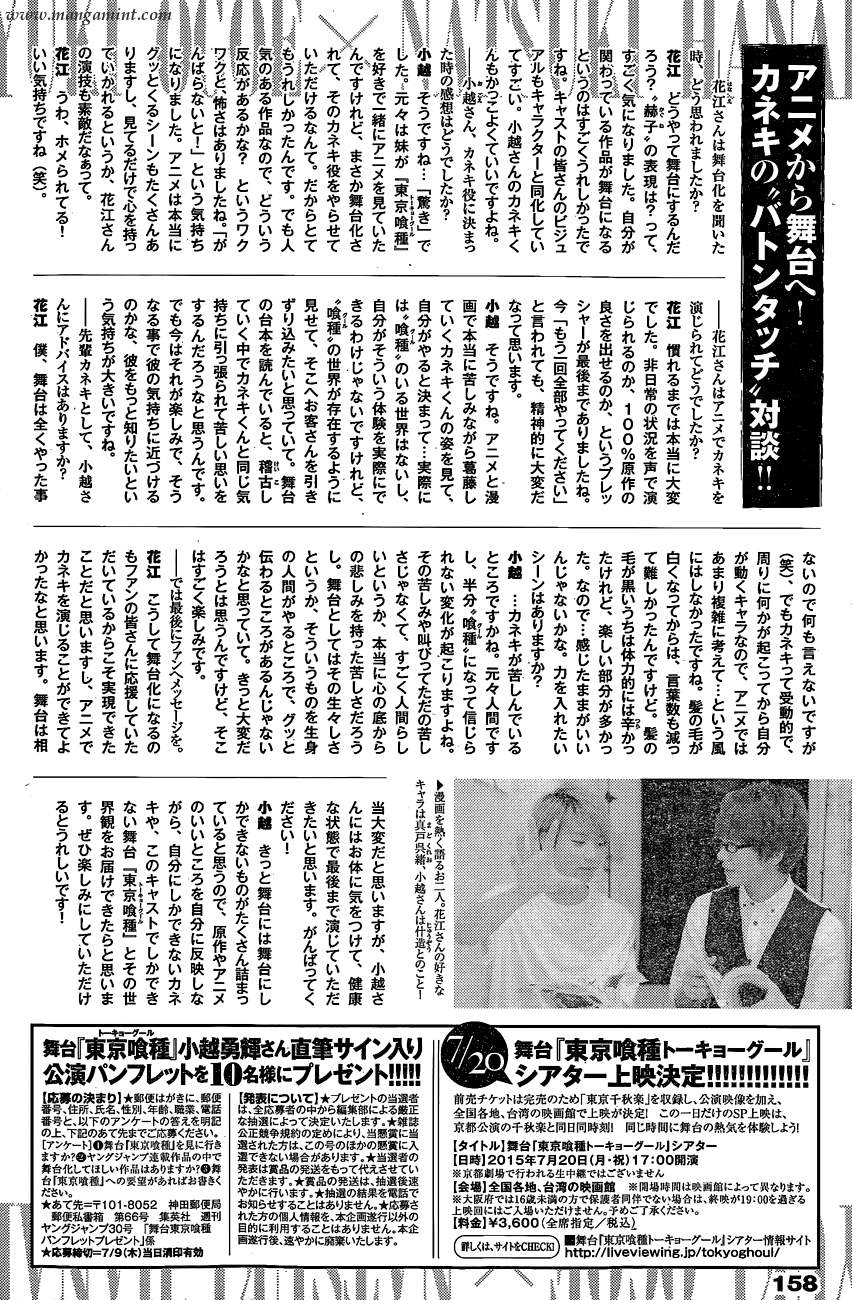 www.mangamint.com
アニメから舞台へ！
カネキの〝バトンタッチ〟対談！！
――花江さんは舞台化を聞いた
時、どう思われましたか？
花江　どうやって舞台にするんだ
ろう？〝赫子〟の表現は？って、
すごく気になりました。自分が
関わっている作品が舞台になる
というのはすごくうれしかったで
すね。キャストの皆さんのビジュ
アルもキャラクターと同化してい
てすごい。小越さんのカネキく
んもかっこよくていいですよね。
――小越さん、カネキ役に決まっ
た時の感想はどうでしたか？
小越　そうですね…「驚き」で
した。元々は妹が『東京喰種』
を好きで一緒にアニメを見ていた
んですけれど、まさか舞台化さ
れて、そのカネキ役をやらせて
いただけるなんて。だからとて
もうれしかったんです。でも人
気のある作品なので、どういう
反応があるかな？　というワク
ワクと、怖さはありましたね。「が
んばらないと！」という気持ち
になりました。アニメは本当に
グッとくるシーンもたくさんあ
りますし、見てるだけで心を持っ
ていかれるというか、花江さん
の演技も素敵だなぁって。
花江　うわ、ホメられてる！
いい気持ちですね（笑）。
――花江さんはアニメでカネキを
演じられてどうでしたか？
花江　慣れるまでは本当に大変
でした。非日常の状況を声で演
じられるのか、１００％原作の
良さを出せるのか、というプレッ
シャーが最後までありましたね。
今「もう一回全部やってください」
と言われても、精神的に大変だ
なって思います。
小越　そうですね。アニメと漫
画で本当に苦しみながら葛藤し
ていくカネキくんの姿を見て、
自分がやると決まって…実際に
は〝喰種〟のいる世界はないし、
自分がそういう体験を実際にで
きるわけじゃないですけれど、
〝喰種〟の世界が存在するように
見せて、そこへお客さんを引き
ずり込みたいと思っていて。舞台
の台本を読んでいると、稽古し
ていく中でカネキくんと同じ気
持ちに引っ張られて苦しい思いを
するんだろうなと思うんです。
でも今はそれが楽しみで、そう
なる事で彼の気持ちに近づける
のかな、彼をもっと知りたいとい
う気持ちが大きいですね。
――先輩カネキとして、小越さ
んにアドバイスはありますか？
花江　僕、舞台は全くやった事
ないので何も言えないですが
（笑）、でもカネキって受動的で、
周りに何かが起こってから自分
が動くキャラなので、アニメでは
あまり複雑に考えて…という風
にはしなかったですね。髪の毛が
白くなってからは、言葉数も減っ
て難しかったんですけど。髪の
毛が黒いうちは体力的には辛かっ
たけれど、楽しい部分が多かっ
た。なので…感じたままがいい
んじゃないかな。力を入れたい
シーンはありますか？
小越　…カネキが苦しんでいる
ところですかね。元々人間です
し、半分〝喰種〟になって信じら
れない変化が起こりますよね。
その苦しみや叫びってただの苦し
さじゃなくて、すごく人間らし
いというか、本当に心の底から
の悲しみを持った苦しさだろう
し。舞台としてはその生々しさ
というか、そういうものを生身
の人間がやるところで、グッと
伝わるところがあるんじゃない
かなと思っていて。きっと大変だ
ろうとは思うんですけど、そこ
はすごく楽しみです。
――では最後にファンへメッセージを。
花江　こうして舞台化になるの
もファンの皆さんに応援していた
だいているからこそ実現できた
ことだと思いますし、アニメで
カネキを演じることができてよ
かったなと思います。舞台は相
当大変だと思いますが、小越さ
んにはお体に気をつけて、健康
な状態で最後まで演じていただ
きたいと思います。がんばってく
ださい！
小越　きっと舞台には舞台にし
かできないものがたくさん詰まっ
ていると思うので、原作やアニメ
のいいところを自分に反映しな
がら、自分にしかできないカネ
キや、このキャストでしかでき
ない舞台『東京喰種』とその世
界観をお届けできたらと思いま
す。ぜひ楽しみにしていただけ
るとうれしいです！
▶漫画を熱く語るお二人。花江さんの好きな
キャラは真戸呉緒、小越さんは什造とのこと――
舞台『東京喰種』小越勇輝さん直筆サイン入り
公演パンフレットを10名様にプレゼント！！！！！
【応募の決まり】★郵便はがきに、郵便
番号、住所、氏名、性別、年齢、職業、電話
番号と、以下のアンケートの答えを明記
の上、下記のあて先までご応募ください。
［アンケート］❶舞台『東京喰種』を見に行き
ますか？❷ヤングジャンプ連載作品の中で
舞台化してほしい作品はありますか？❸舞
台『東京喰種』への要望があればお書きく
ださい。
★あて先＝〒101-8052　神田郵便局
郵便私書箱　第66号　集英社　週刊
ヤングジャンプ30号　「舞台東京喰種
パンフレットプレゼント」係
★応募締切＝7/9（木）当日消印有効
【発表について】★プレゼントの当選者
は、全応募者の中から編集部による厳正
な抽選によって決定いたします。★雑誌
公正競争規約の定めにより、当懸賞に当
選された方は、この号のほかの懸賞に入
選できない場合があります。★当選者の
発表は賞品の発送をもって代えさせてい
ただきます。★賞品の発送は、抽選後速
やかに行います。★抽選の結果を電話で
お知らせすることはありません。★応募さ
れた方の個人情報を、本企画遂行以外の
目的に利用することはありません。本企画
遂行後、速やかに廃棄いたします。
7/20
舞台『東京喰種トーキョーグール』
シアター上映決定！！！！！！！！！！！！！
前売チケットは完売のため「東京千秋楽」を収録し、公演映像を加え、
全国各地、台湾の映画館で上映が決定！　この一日だけのSP上映は、
京都公演の千秋楽と同日同時刻！　同じ時間に舞台の熱気を体験しよう！
【タイトル】舞台『東京喰種トーキョーグール』シアター
【日時】2015年7月20日（月・祝）17:00開演
※京都劇場で行われる生中継ではございません
【会場】全国各地、台湾の映画館　※開場時間は映画館によって異なります。
※大阪府では16歳未満の方で保護者同伴でない場合は、終映が19:00を過ぎる
上映回にはご入場いただけません。予めご了承ください。
【料金】￥3,600（全席指定／税込）
詳しくは、サイトをCHECK！
■舞台『東京喰種トーキョーグール』シアター情報サイト
http://liveviewing.jp/tokyoghoul/
158